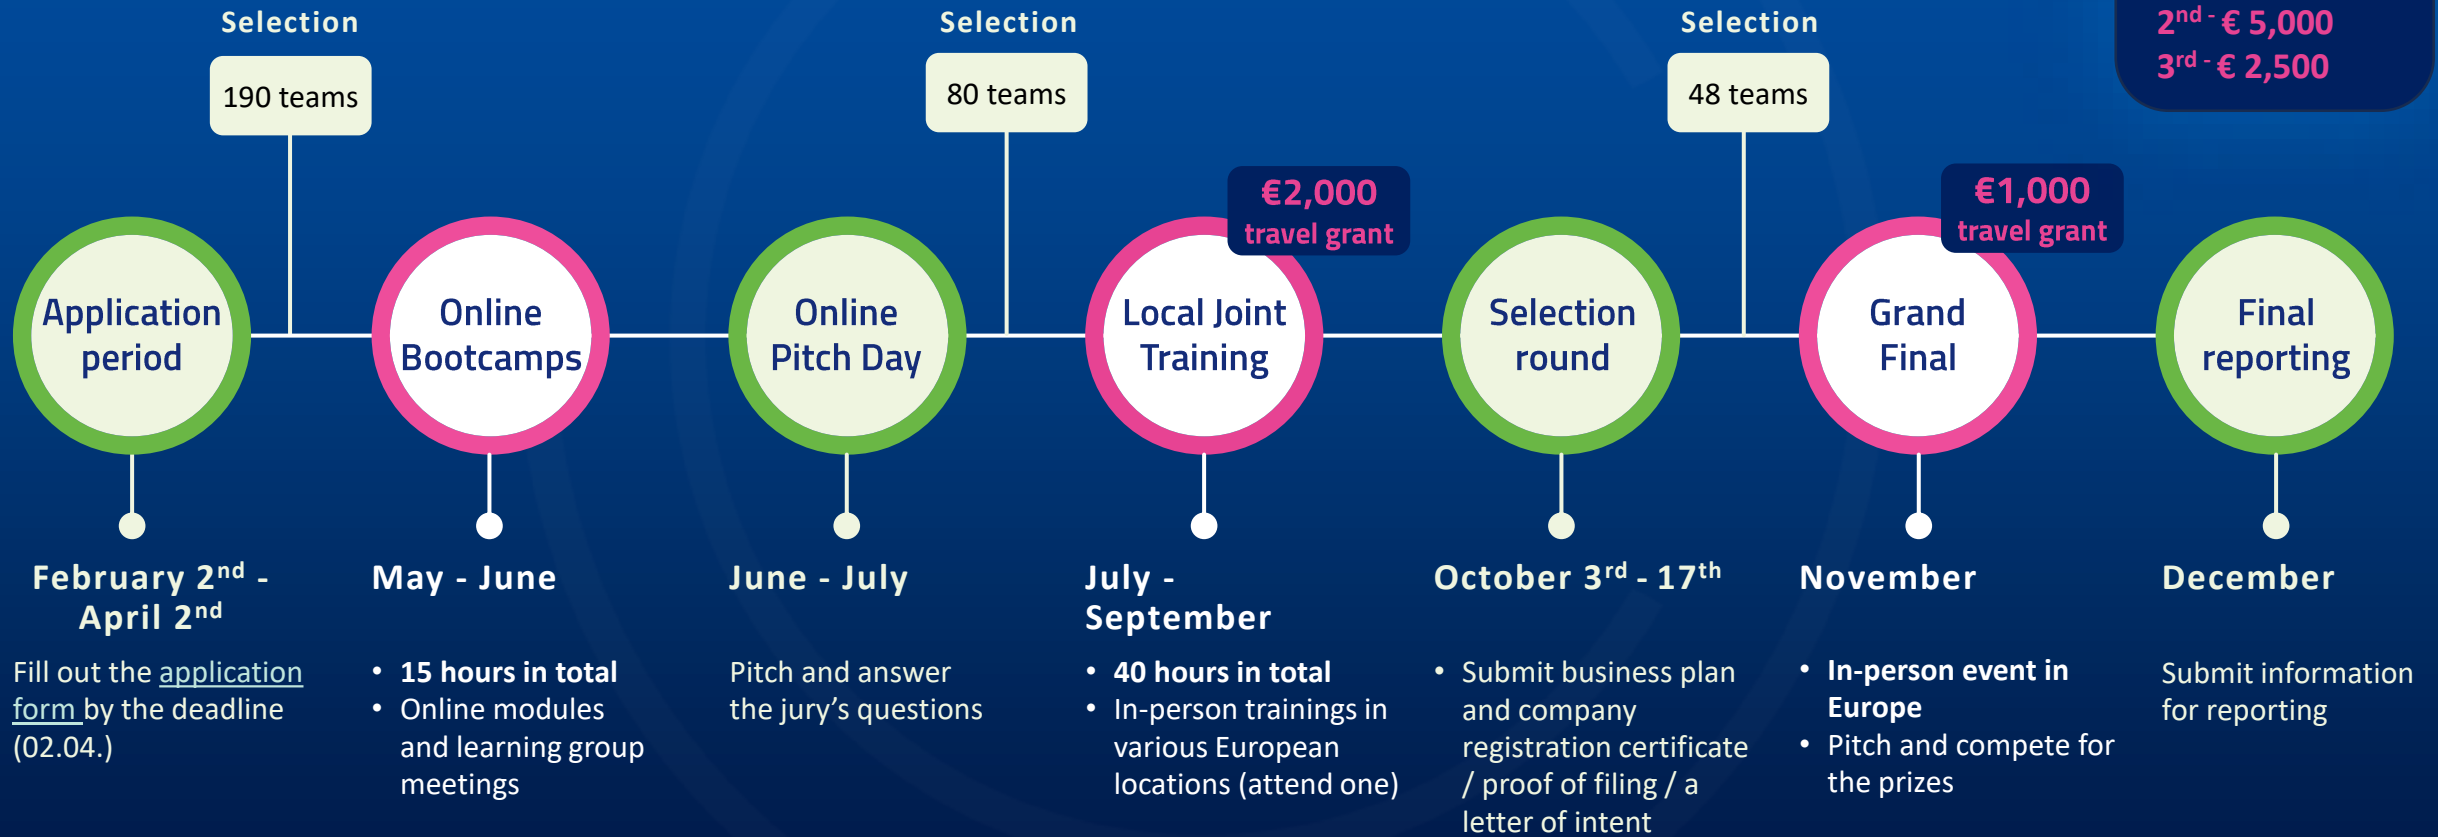 Selection
190 teams
Selection
80 teams
Selection
48 teams
2nd - € 5,000
3rd - € 2,500
€2,000
travel grant
€1,000
travel grant
Application
period
Online
Bootcamps
Online
Pitch Day
Local Joint
Training
Selection
round
Grand
Final
Final
reporting
February 2nd -
April 2nd
Fill out the application
form by the deadline
(02.04.)
May - June
• 15 hours in total
• Online modules
and learning group
meetings
June - July
Pitch and answer
the jury’s questions
July -
September
• 40 hours in total
• In-person trainings in
various European
locations (attend one)
October 3rd - 17th
• Submit business plan
and company
registration certificate
/ proof of filing / a
letter of intent
November
• In-person event in
Europe
• Pitch and compete for
the prizes
December
Submit information
for reporting